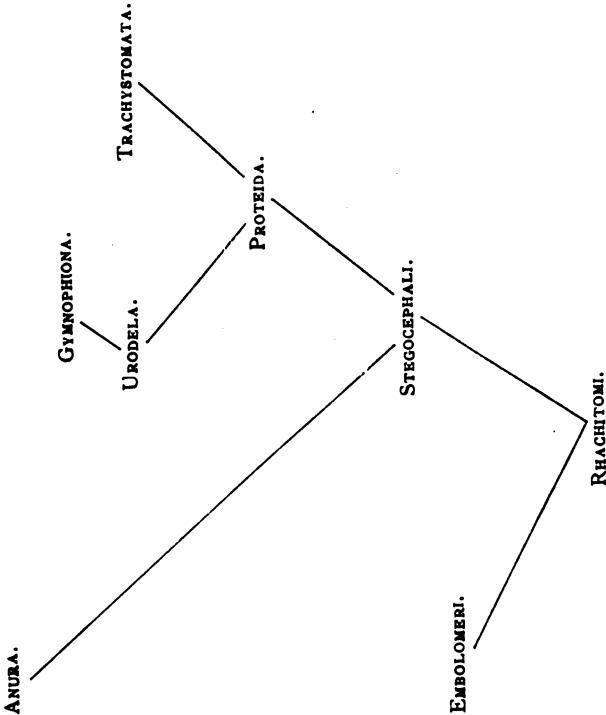 ANURA.
GYMNOPHIONA.
URODELA.
TRACHYSTOMATA.
PROTEIDA.
STEGOCEPHALI.
EMBOLOMERI.
RHACHITOMI.